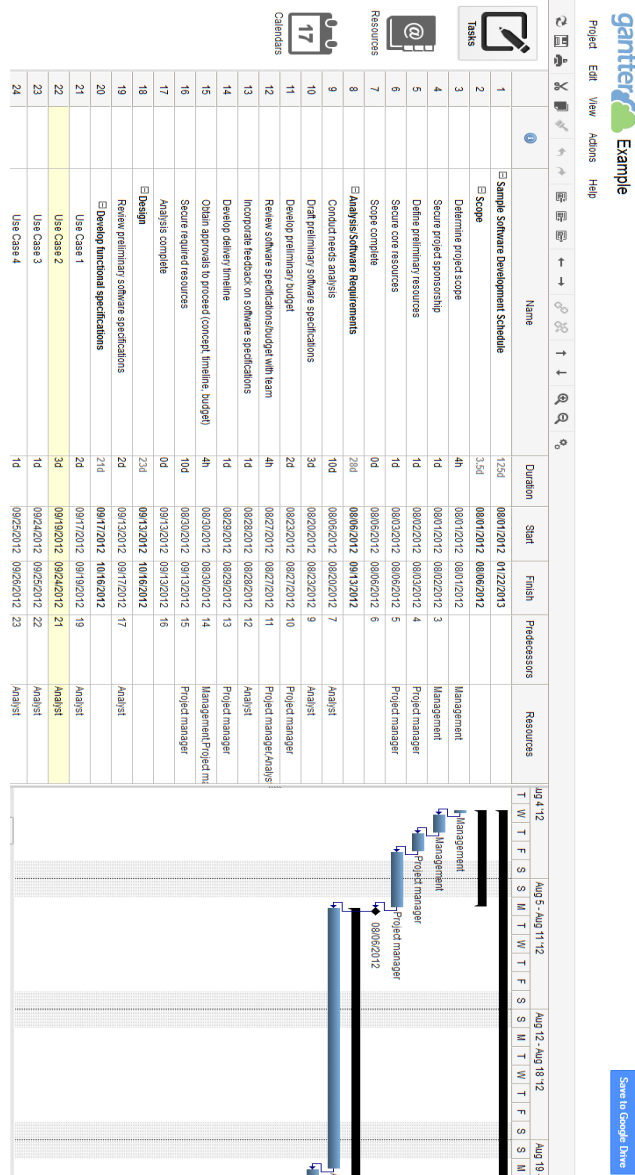 gantter Example
Save to Google Drive
Project Edit View Actions Help
Tasks
Resources
Calendars
17
Name Duration Start Finish Predecessors Resources
1 Sample Software Development Schedule 125d 08/01/2012 01/22/2013
2 Scope 3.5d 08/01/2012 08/06/2012
3 Determine project scope 4h 08/01/2012 08/01/2012 Management
4 Secure project sponsorship 1d 08/01/2012 08/02/2012 3 Management
5 Define preliminary resources 1d 08/02/2012 08/03/2012 4 Project manager
6 Secure core resources 1d 08/03/2012 08/06/2012 5 Project manager
7 Scope complete 0d 08/06/2012 08/06/2012 6
8 Analysis/Software Requirements 28d 08/06/2012 09/13/2012
9 Conduct needs analysis 10d 08/06/2012 08/20/2012 7 Analyst
10 Draft preliminary software specifications 3d 08/20/2012 08/23/2012 9 Analyst
11 Develop preliminary budget 2d 08/23/2012 08/27/2012 10 Project manager
12 Review software specifications/budget with team 4h 08/27/2012 08/27/2012 11 Project manager,Analys
13 Incorporate feedback on software specifications 1d 08/28/2012 08/28/2012 12 Analyst
14 Develop delivery timeline 1d 08/29/2012 08/29/2012 13 Project manager
15 Obtain approvals to proceed (concept, timeline, budget) 4h 08/30/2012 08/30/2012 14 Management,Project ma
16 Secure required resources 10d 08/30/2012 09/13/2012 15 Project manager
17 Analysis complete 0d 09/13/2012 09/13/2012 16
18 Design 23d 09/13/2012 10/16/2012
19 Review preliminary software specifications 2d 09/13/2012 09/17/2012 17 Analyst
20 Develop functional specifications 21d 09/17/2012 10/16/2012
21 Use Case 1 2d 09/17/2012 09/19/2012 19 Analyst
22 Use Case 2 3d 09/19/2012 09/24/2012 21 Analyst
23 Use Case 3 1d 09/24/2012 09/25/2012 22 Analyst
24 Use Case 4 1d 09/25/2012 09/26/2012 23 Analyst
ug 4 '12 Aug 5 - Aug 11 '12 Aug 12 - Aug 18 '12 Aug 19 -
T W T F S S M T W T F S S M T W T F S S M
Management
Management
Project manager
Project manager
08/06/2012